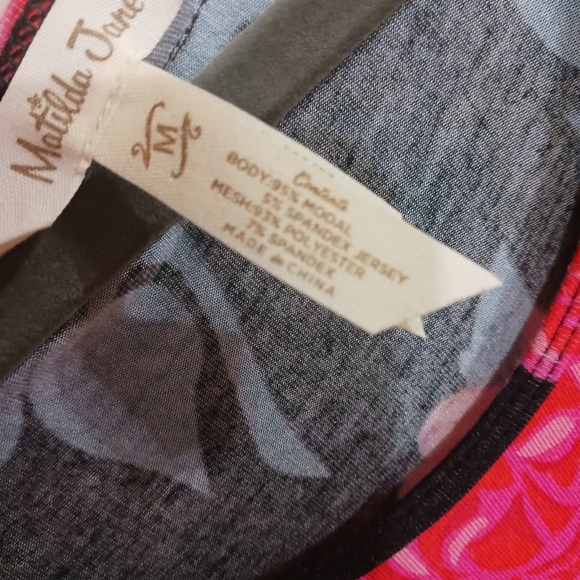 Matilda Jane
M
Contents
BODY:95% MODAL
5% SPANDEX JERSEY
MESH:93% POLYESTER
7% SPANDEX
MADE in CHINA